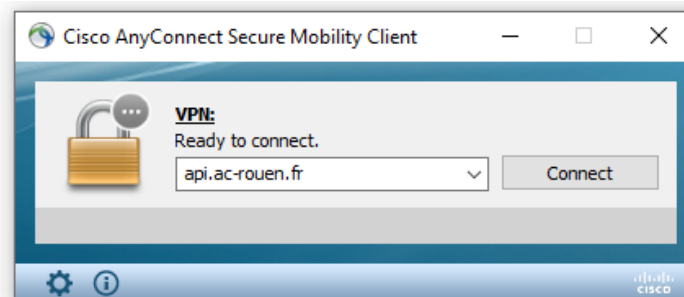 Cisco AnyConnect Secure Mobility Client
VPN:
Ready to connect.
api.ac-rouen.fr
Connect
CISCO